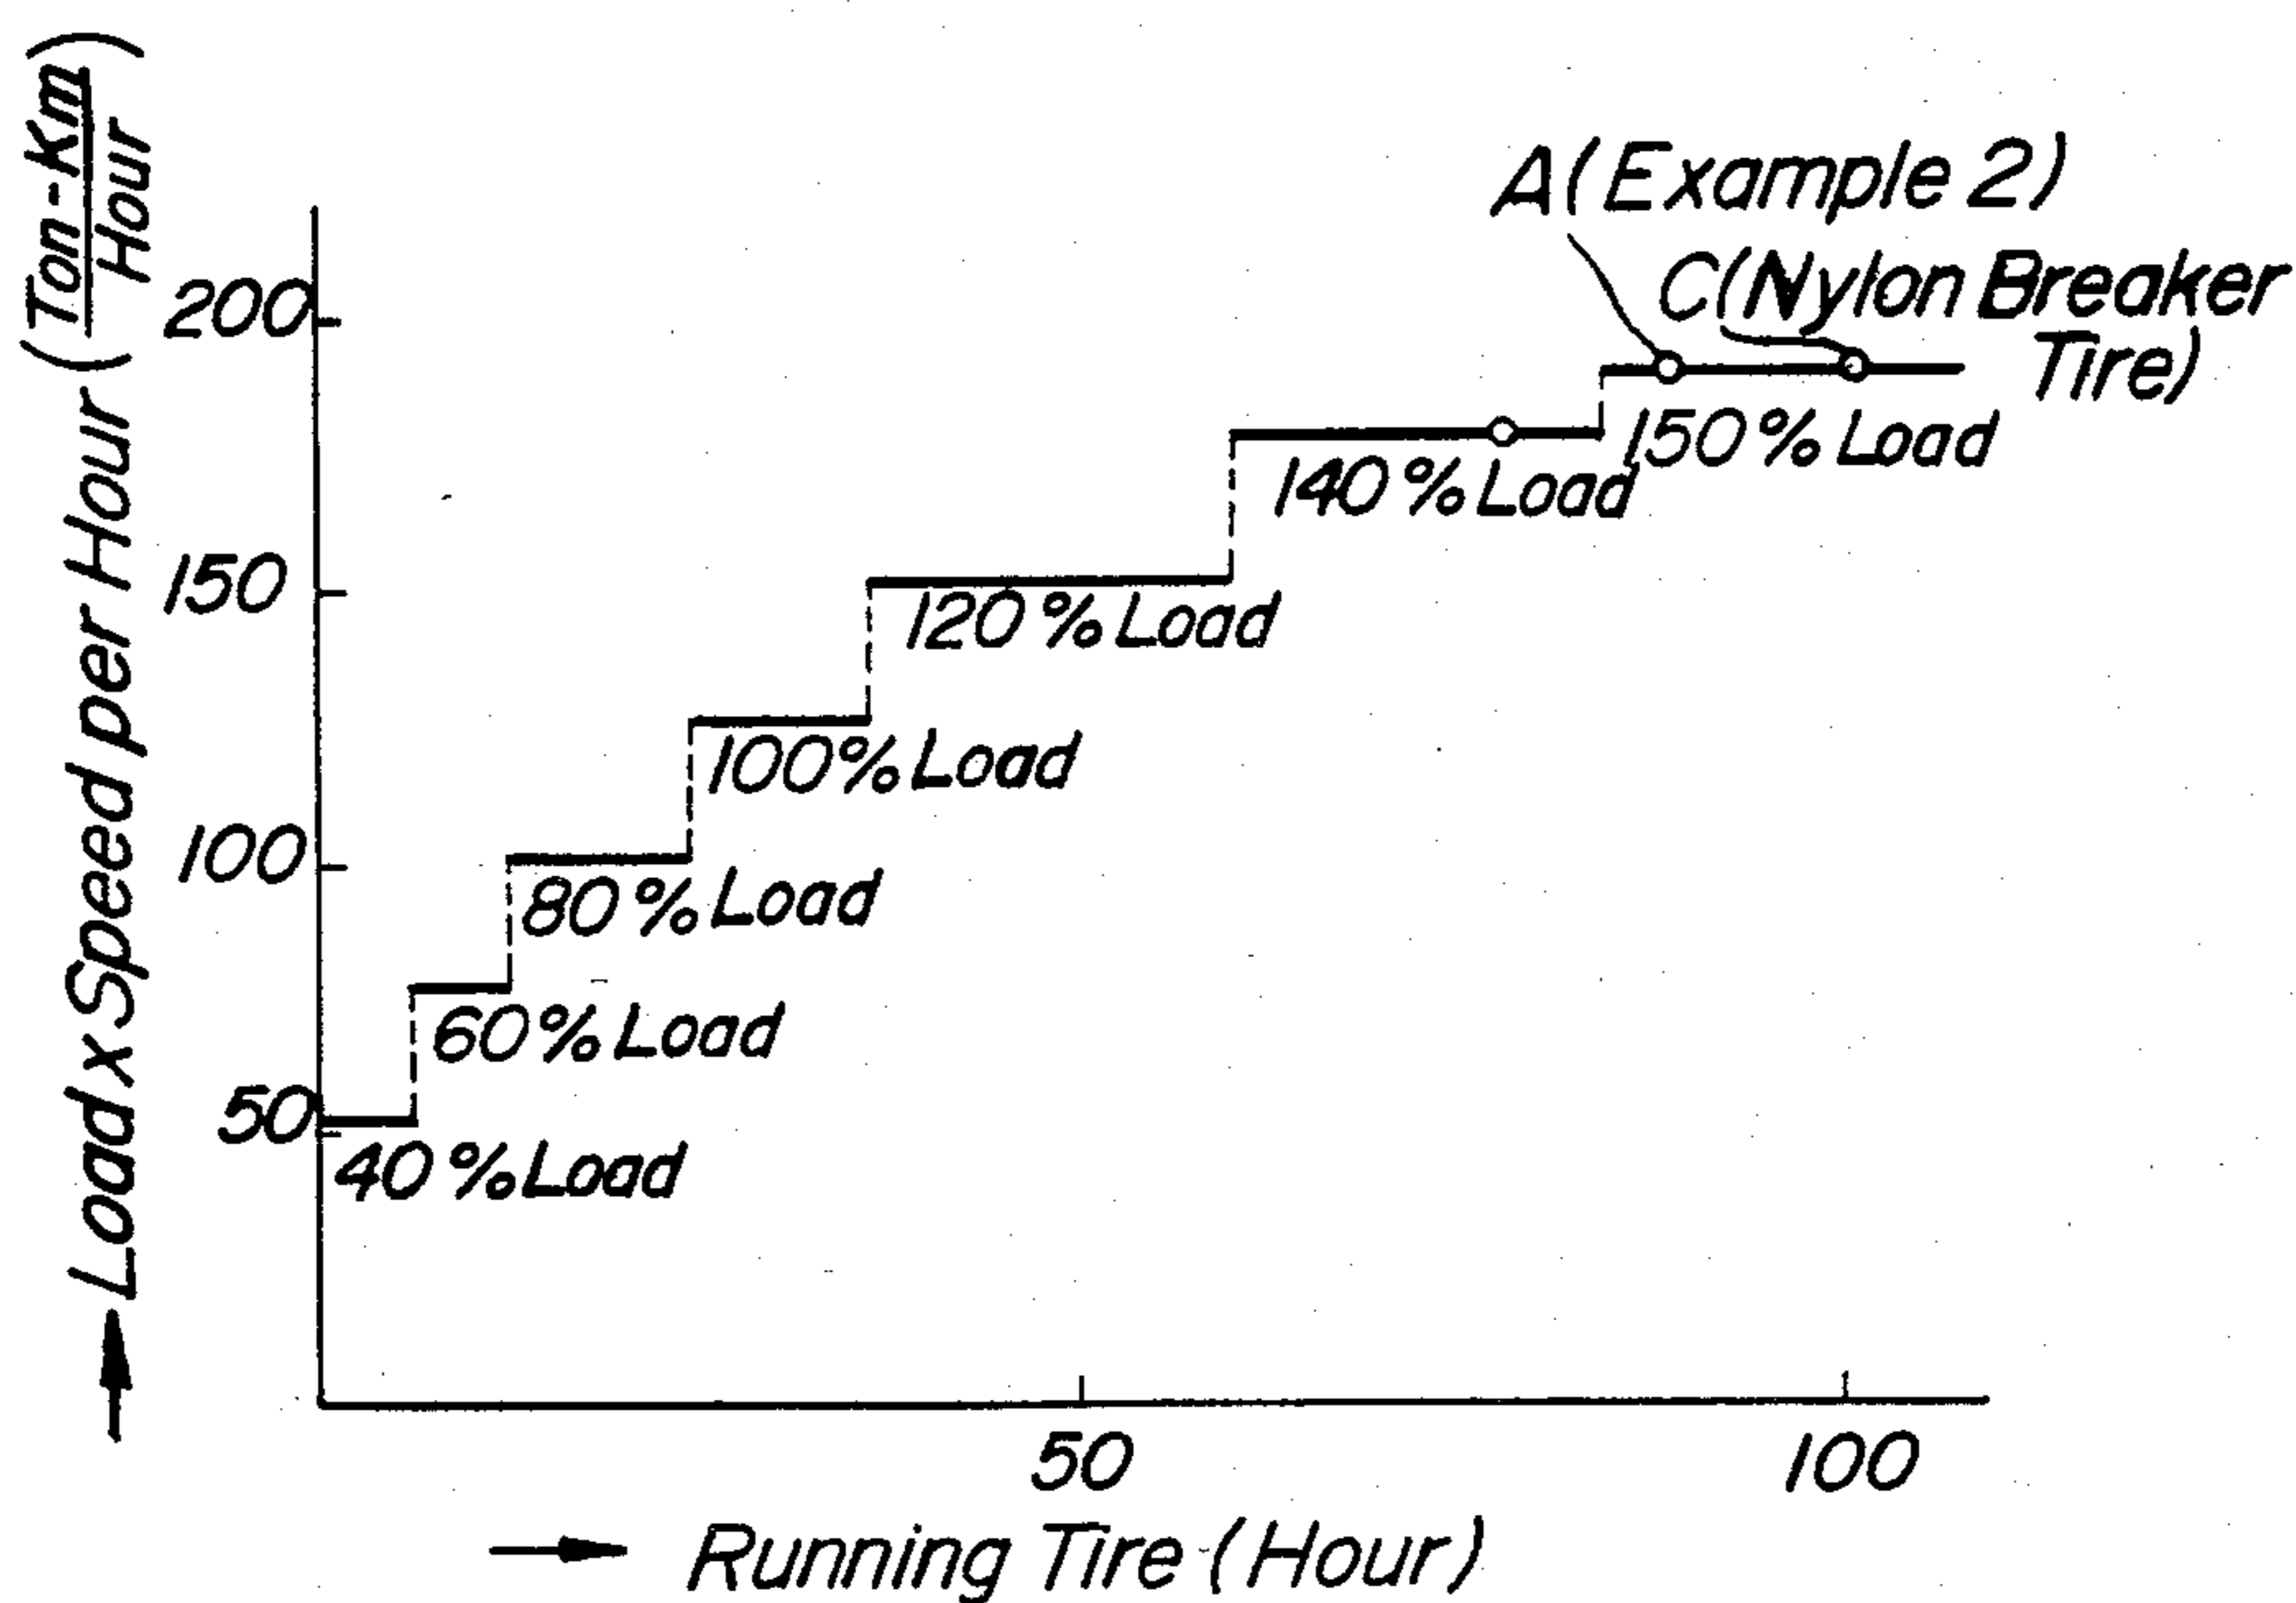 Load x Speed per Hour (Ton-Km/Hour)
200
150
100
50
A(Example 2)
C(Nylon Breaker
Tire)
150% Load
140% Load
120% Load
100% Load
80% Load
60% Load
40% Load
50
100
Running Tire (Hour)